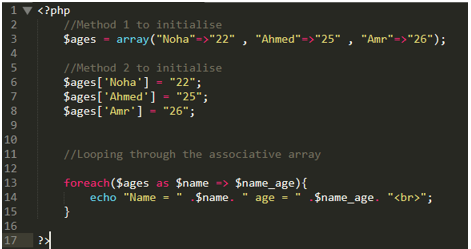 1 <?php
2 //Method 1 to initialise
3 $ages = array("Noha"=>"22" , "Ahmed"=>"25" , "Amr"=>"26");
4
5 //Method 2 to initialise
6 $ages['Noha'] = "22";
7 $ages['Ahmed'] = "25";
8 $ages['Amr'] = "26";
9
10
11 //Looping through the associative array
12
13 foreach($ages as $name => $name_age){
14 echo "Name = " .$name. " age = " .$name_age. "<br>";
15 }
16
17 ?>